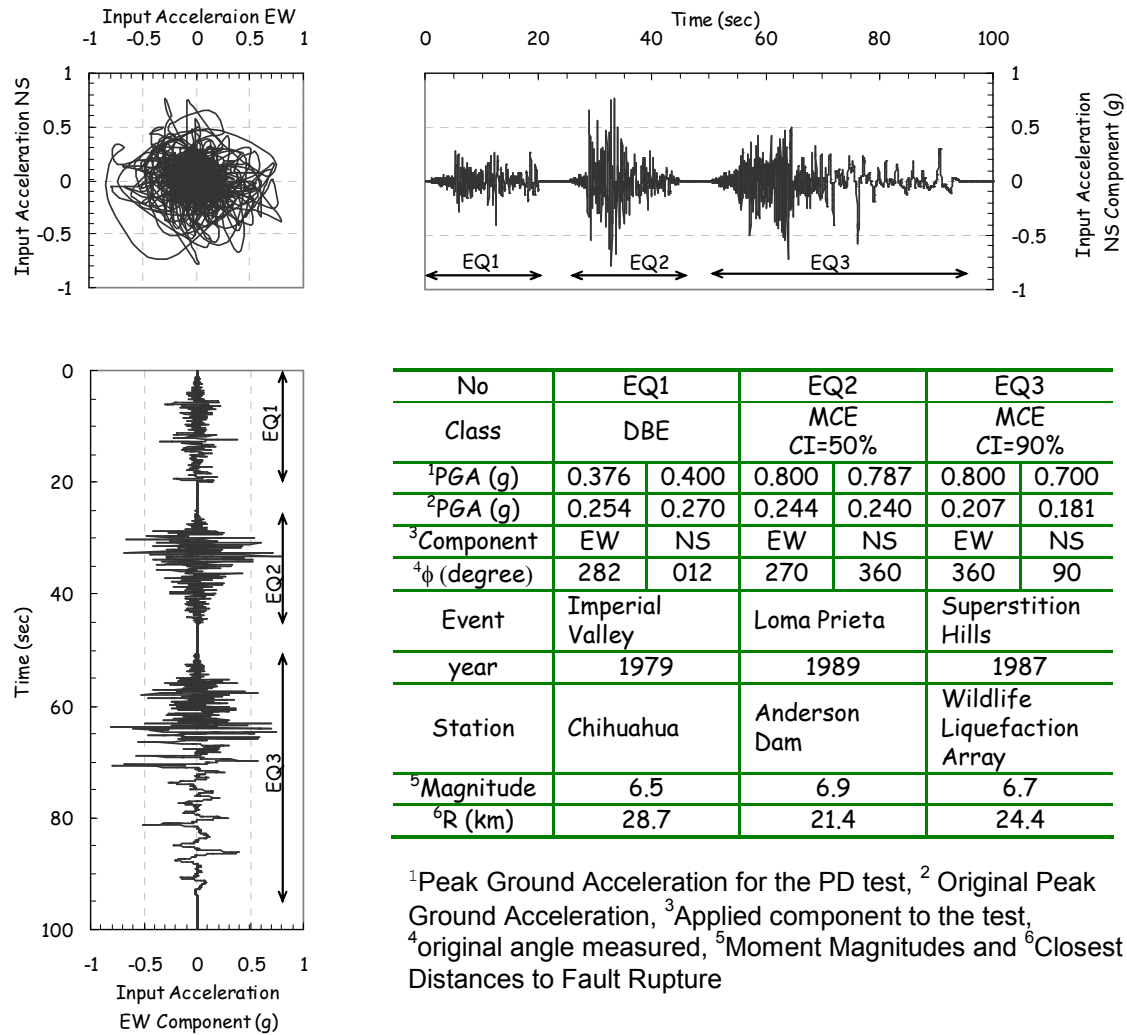 Input Acceleraion EW
-1 -0.5 0 0.5 1
Input Acceleration NS
1
0.5
0
-0.5
-1
Time (sec)
0 20 40 60 80 100
1
0.5
0
-0.5
-1
Input Acceleration
NS Component (g)
EQ1 EQ2 EQ3
0
20
40
60
80
100
Time (sec)
EQ1
EQ2
EQ3
-1 -0.5 0 0.5 1
Input Acceleration
EW Component (g)
No EQ1 EQ2 EQ3
Class DBE MCE CI=50% MCE CI=90%
¹PGA (g) 0.376 0.400 0.800 0.787 0.800 0.700
²PGA (g) 0.254 0.270 0.244 0.240 0.207 0.181
³Component EW NS EW NS EW NS
⁴ϕ (degree) 282 012 270 360 360 90
Event Imperial Valley Loma Prieta Superstition Hills
year 1979 1989 1987
Station Chihuahua Anderson Dam Wildlife Liquefaction Array
⁵Magnitude 6.5 6.9 6.7
⁶R (km) 28.7 21.4 24.4
¹Peak Ground Acceleration for the PD test, ² Original Peak
Ground Acceleration, ³Applied component to the test,
⁴original angle measured, ⁵Moment Magnitudes and ⁶Closest
Distances to Fault Rupture